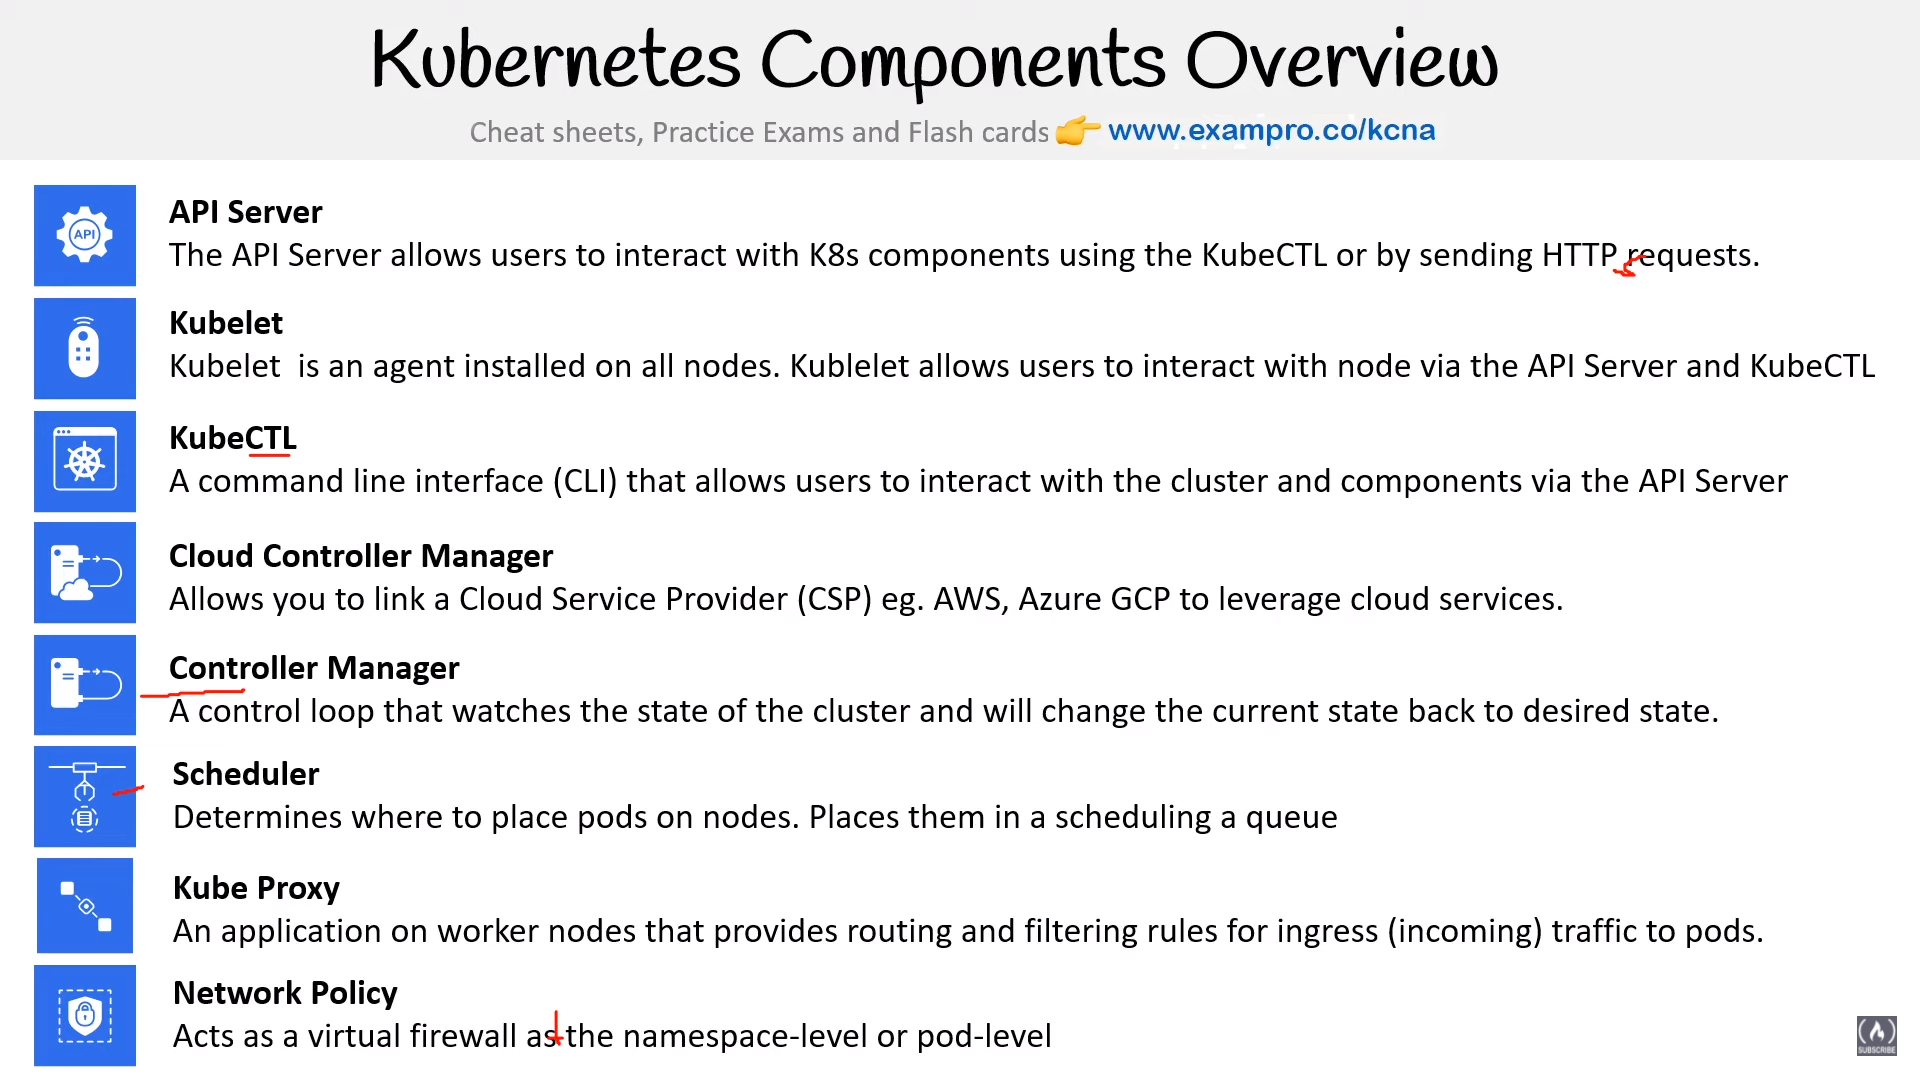 Kubernetes Components Overview
Cheat sheets, Practice Exams and Flash cards 👉 www.exampro.co/kcna
API
API Server
The API Server allows users to interact with K8s components using the KubeCTL or by sending HTTP requests.
Kubelet
Kubelet  is an agent installed on all nodes. Kublelet allows users to interact with node via the API Server and KubeCTL
KubeCTL
A command line interface (CLI) that allows users to interact with the cluster and components via the API Server
Cloud Controller Manager
Allows you to link a Cloud Service Provider (CSP) eg. AWS, Azure GCP to leverage cloud services.
Controller Manager
A control loop that watches the state of the cluster and will change the current state back to desired state.
Scheduler
Determines where to place pods on nodes. Places them in a scheduling a queue
Kube Proxy
An application on worker nodes that provides routing and filtering rules for ingress (incoming) traffic to pods.
Network Policy
Acts as a virtual firewall as the namespace-level or pod-level
SUBSCRIBE